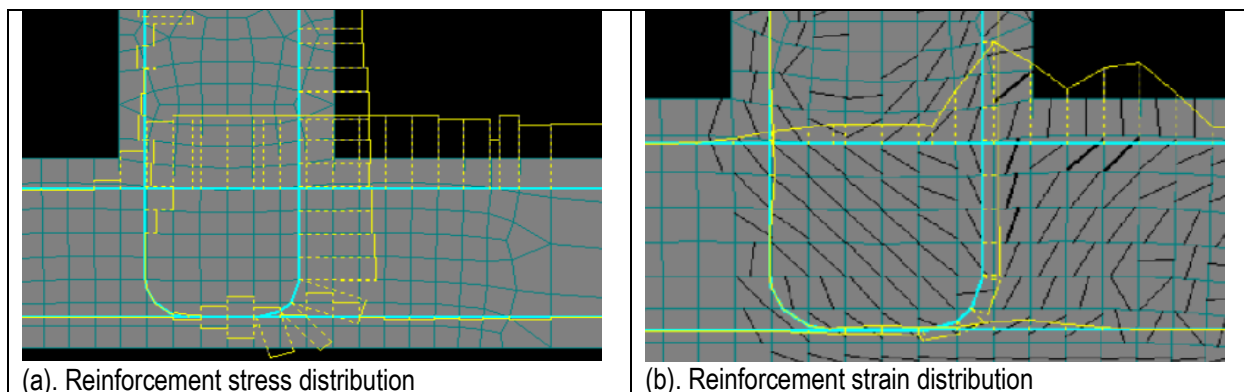 (a). Reinforcement stress distribution
(b). Reinforcement strain distribution